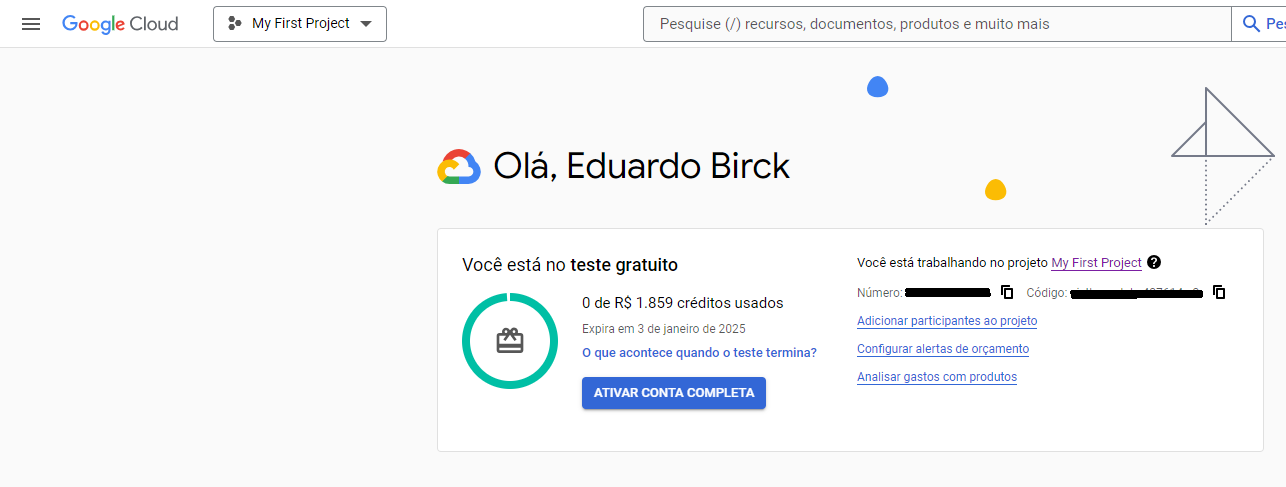 Google Cloud
My First Project
Pesquise (/) recursos, documentos, produtos e muito mais
Olá, Eduardo Birck
Você está no teste gratuito
0 de R$ 1.859 créditos usados
Expira em 3 de janeiro de 2025
O que acontece quando o teste termina?
ATIVAR CONTA COMPLETA
Você está trabalhando no projeto My First Project
Número:
Código:
Adicionar participantes ao projeto
Configurar alertas de orçamento
Analisar gastos com produtos